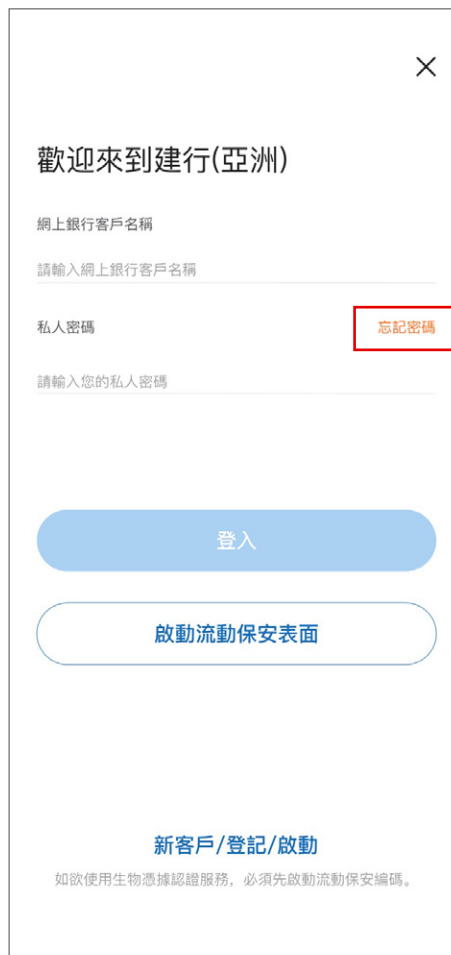 歡迎來到建行(亞洲)
網上銀行客戶名稱
請輸入網上銀行客戶名稱
私人密碼 忘記密碼
請輸入您的私人密碼
登入
啟動流動保安表面
新客戶/登記/啟動
如欲使用生物憑據認證服務，必須先啟動流動保安編碼。